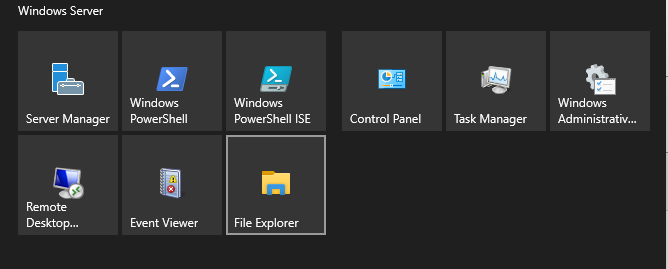 Windows Server
Server Manager
Windows
PowerShell
Windows
PowerShell ISE
Control Panel
Task Manager
Windows
Administrativ...
Remote
Desktop...
Event Viewer
File Explorer